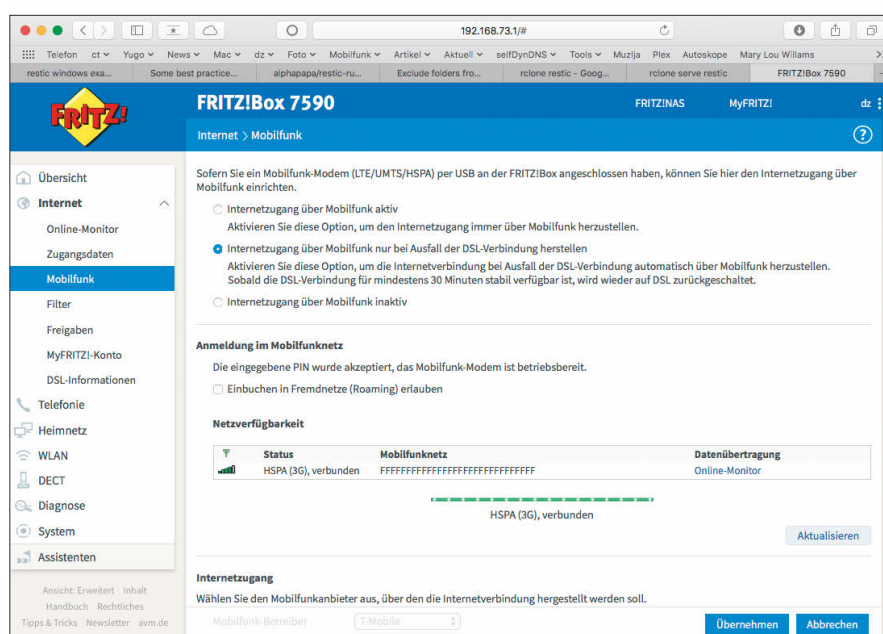 192.168.73.1/#
Telefon ct Yugo News Mac dz Foto Mobilfunk Artikel Aktuell selfDynDNS Tools Muzlja Plex Autoskope Mary Lou Willams
restic windows exa... Some best practice... alphapapa/restic-ru... Exclude folders fro... rclone restic - Goog... rclone serve restic FRITZ!Box 7590
FRITZ!
FRITZ!Box 7590 FRITZ!NAS MyFRITZ! dz
Internet > Mobilfunk ?
Übersicht
Internet
Online-Monitor
Zugangsdaten
Mobilfunk
Filter
Freigaben
MyFRITZ!-Konto
DSL-Informationen
Telefonie
Heimnetz
WLAN
DECT
Diagnose
System
Assistenten
Ansicht: Erweitert Inhalt
Handbuch Rechtliches
Tipps & Tricks Newsletter avm.de
Sofern Sie ein Mobilfunk-Modem (LTE/UMTS/HSPA) per USB an der FRITZ!Box angeschlossen haben, können Sie hier den Internetzugang über
Mobilfunk einrichten.
Internetzugang über Mobilfunk aktiv
Aktivieren Sie diese Option, um den Internetzugang immer über Mobilfunk herzustellen.
Internetzugang über Mobilfunk nur bei Ausfall der DSL-Verbindung herstellen
Aktivieren Sie diese Option, um die Internetverbindung bei Ausfall der DSL-Verbindung automatisch über Mobilfunk herzustellen.
Sobald die DSL-Verbindung für mindestens 30 Minuten stabil verfügbar ist, wird wieder auf DSL zurückgeschaltet.
Internetzugang über Mobilfunk inaktiv
Anmeldung im Mobilfunknetz
Die eingegebene PIN wurde akzeptiert, das Mobilfunk-Modem ist betriebsbereit.
Einbuchen in Fremdnetze (Roaming) erlauben
Netzverfügbarkeit
Status Mobilfunknetz Datenübertragung
HSPA (3G), verbunden FFFFFFFFFFFFFFFFFFFFFFFFFFFFFF Online-Monitor
HSPA (3G), verbunden
Aktualisieren
Internetzugang
Wählen Sie den Mobilfunkanbieter aus, über den die Internetverbindung hergestellt werden soll.
Mobilfunk-Betreiber T-Mobile
Übernehmen Abbrechen